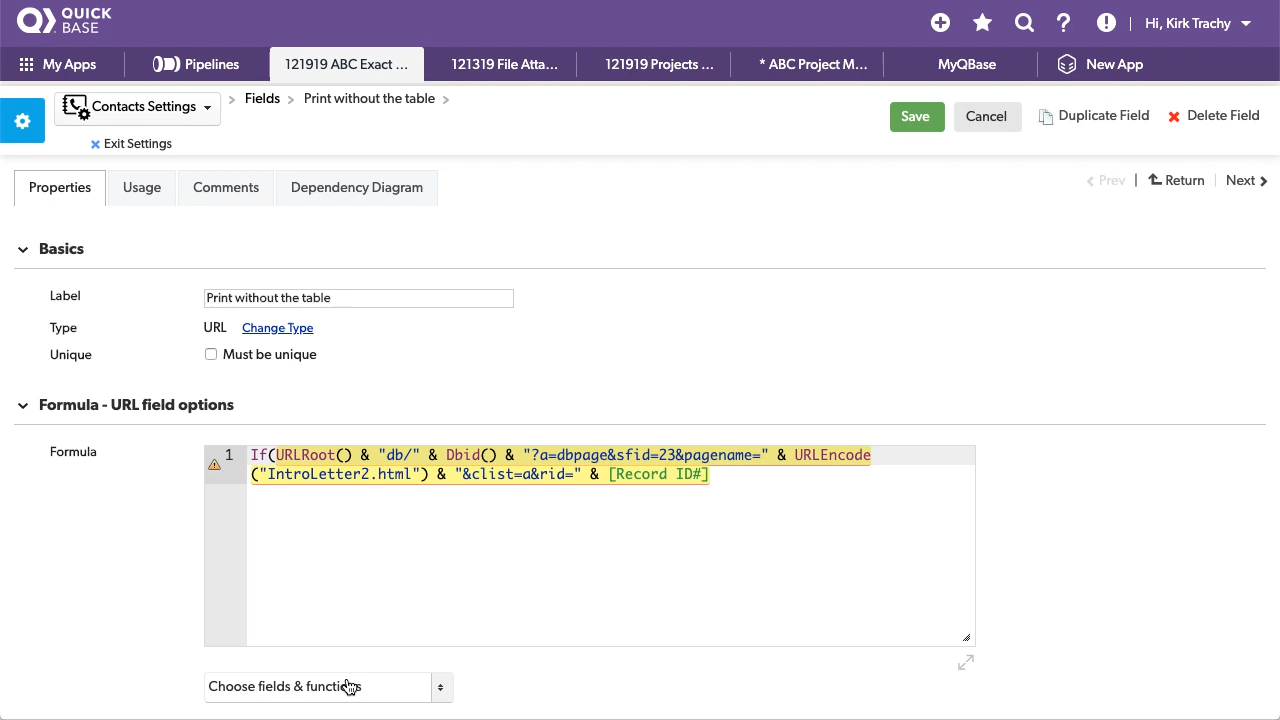 QUICK BASE
Hi, Kirk Trachy
My Apps
Pipelines
121919 ABC Exact ...
121319 File Atta...
121919 Projects ...
* ABC Project M...
MyQBase
New App
Contacts Settings
Fields
Print without the table
Save
Cancel
Duplicate Field
Delete Field
Exit Settings
Properties
Usage
Comments
Dependency Diagram
Prev
Return
Next
Basics
Label
Print without the table
Type
URL Change Type
Unique
Must be unique
Formula - URL field options
Formula
1
If(URLRoot() & "db/" & Dbid() & "?a=dbpage&sfid=23&pagename=" & URLEncode
("IntroLetter2.html") & "&clist=a&rid=" & [Record ID#]
Choose fields & functions